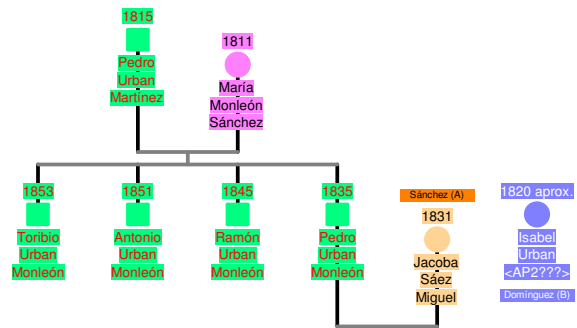 1815
Pedro
Urban
Martínez
1811
María
Monleón
Sánchez
1853
Toribio
Urban
Monleón
1851
Antonio
Urban
Monleón
1845
Ramón
Urban
Monleón
1835
Pedro
Urban
Monleón
Sánchez (A)
1831
Jacoba
Sáez
Miguel
1820 aprox.
Isabel
Urban
<AP2???>
Domínguez (B)